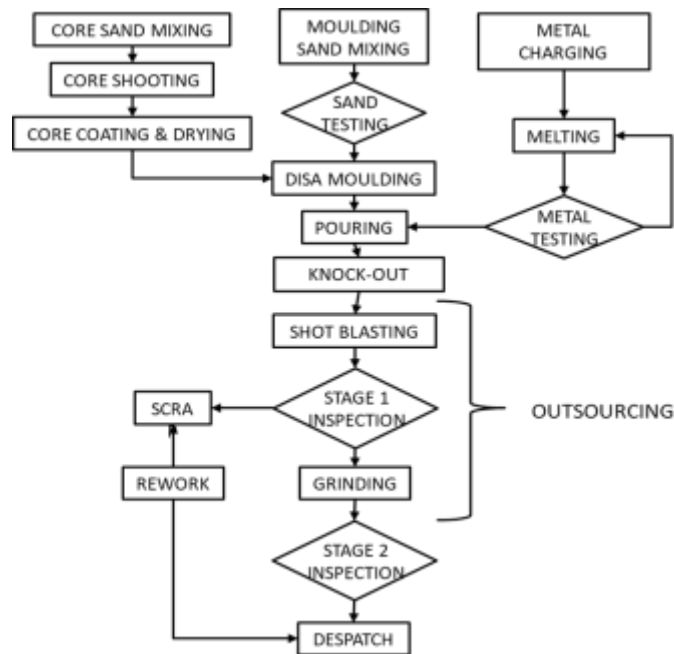 CORE SAND MIXING
MOULDING
SAND MIXING
METAL
CHARGING
CORE SHOOTING
SAND
TESTING
CORE COATING & DRYING
MELTING
DISA MOULDING
METAL
TESTING
POURING
KNOCK-OUT
SHOT BLASTING
STAGE 1
INSPECTION
SCRA
OUTSOURCING
REWORK
GRINDING
STAGE 2
INSPECTION
DESPATCH